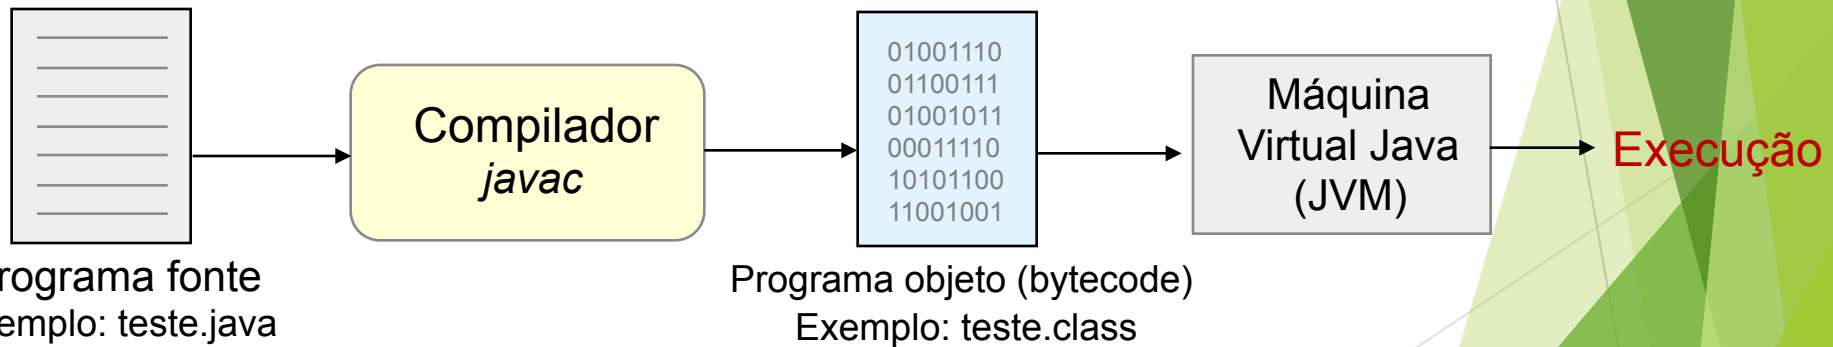 Compilador
javac
01001110
01100111
01001011
00011110
10101100
11001001
Máquina
Virtual Java
(JVM)
Execução
rograma fonte
emplo: teste.java
Programa objeto (bytecode)
Exemplo: teste.class